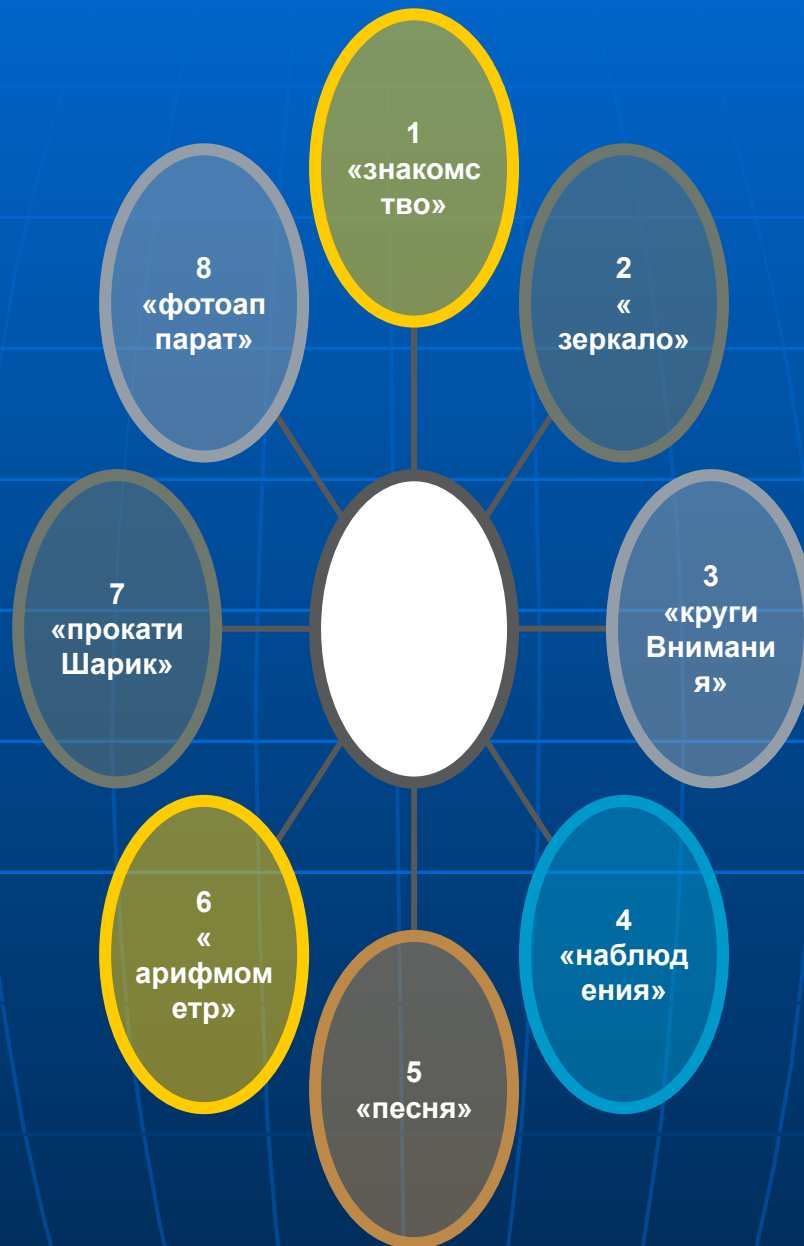 1
«знакомс
тво»
2
«
зеркало»
3
«круги
Внимани
я»
4
«наблюд
ения»
5
«песня»
6
«
арифмом
етр»
7
«прокати
Шарик»
8
«фотоап
парат»